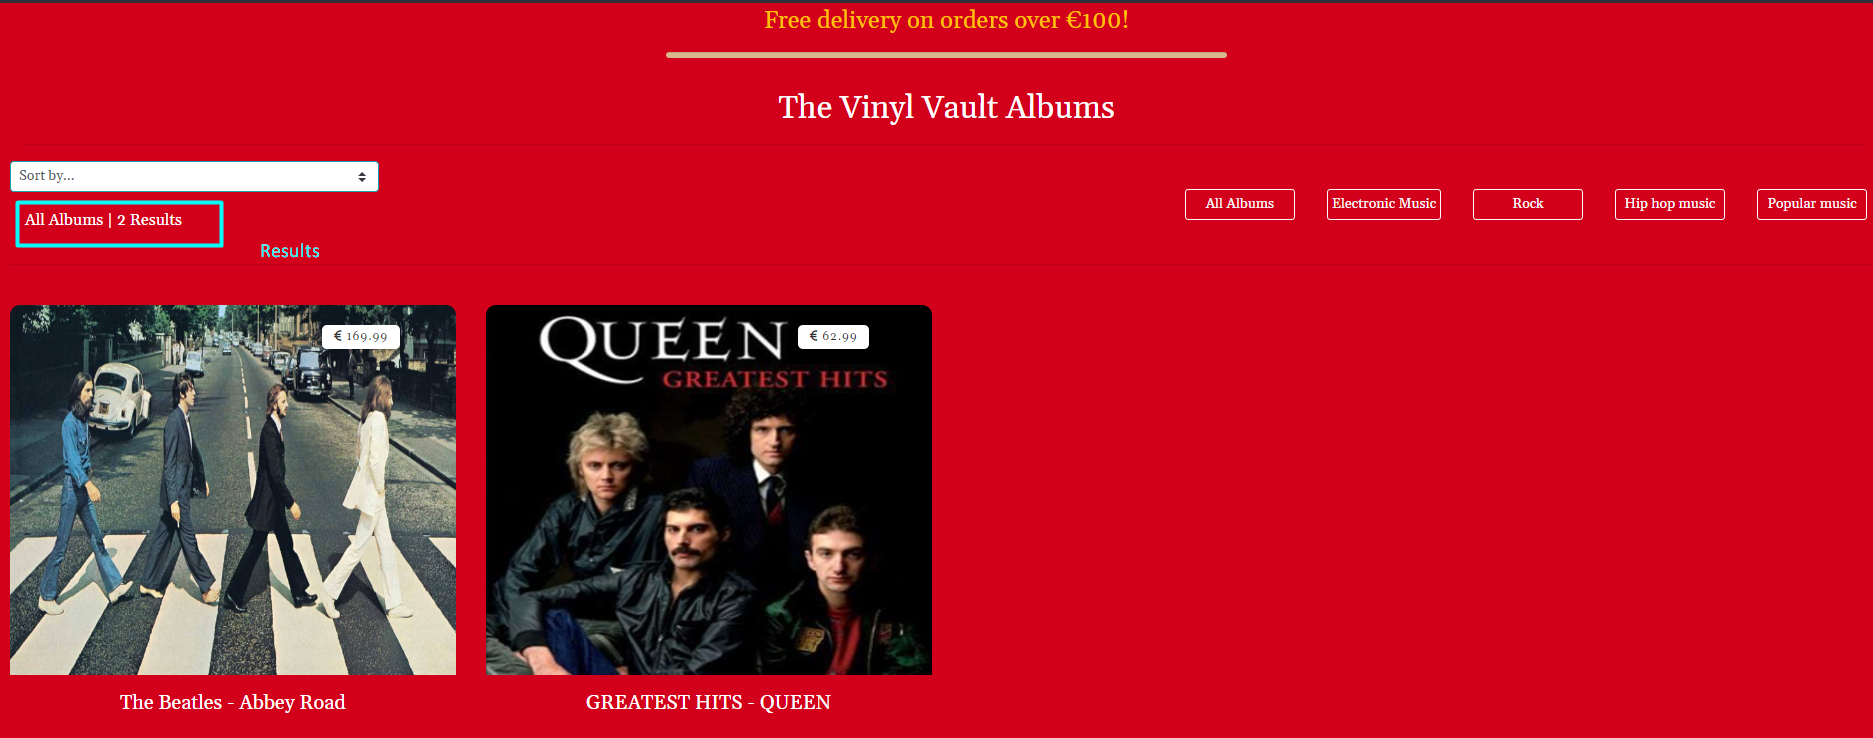 Free delivery on orders over €100!
The Vinyl Vault Albums
Sort by...
All Albums | 2 Results
Results
All Albums
Electronic Music
Rock
Hip hop music
Popular music
€ 169.99
QUEEN
GREATEST HITS
€ 62.99
The Beatles - Abbey Road
GREATEST HITS - QUEEN